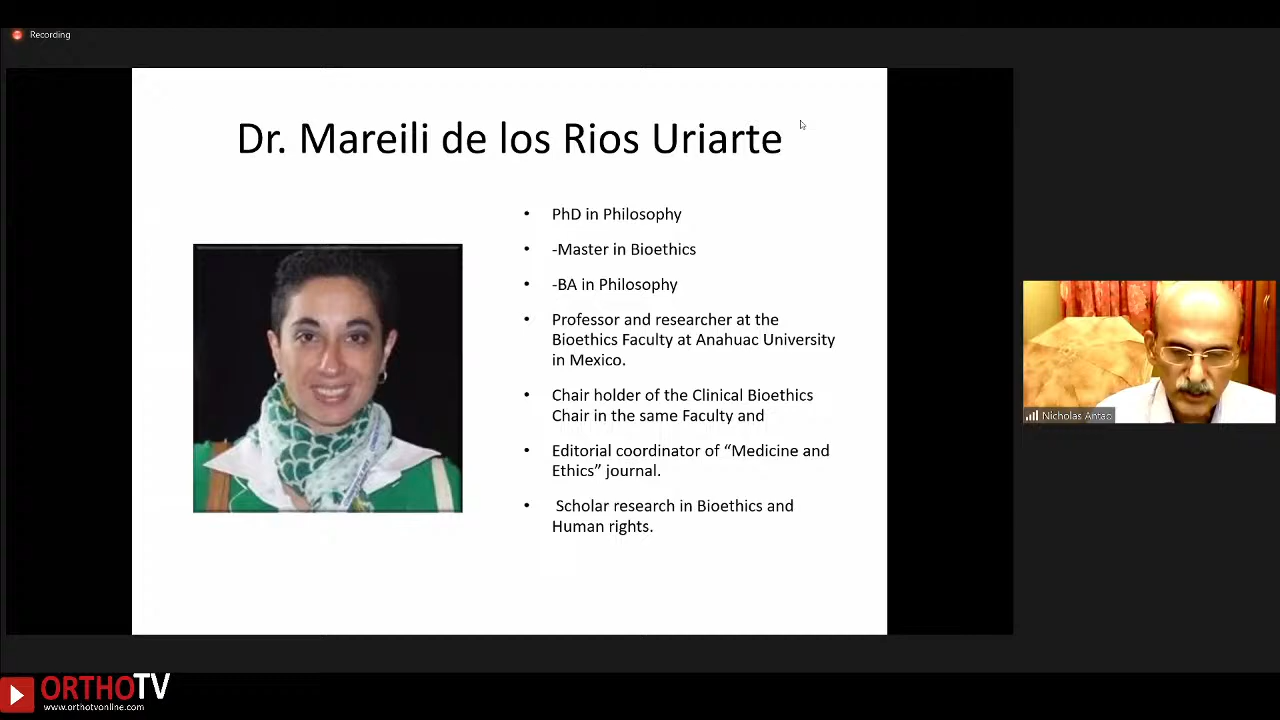 Recording
Dr. Mareili de los Rios Uriarte
• PhD in Philosophy
• -Master in Bioethics
• -BA in Philosophy
• Professor and researcher at the
Bioethics Faculty at Anahuac University
in Mexico.
• Chair holder of the Clinical Bioethics
Chair in the same Faculty and
• Editorial coordinator of “Medicine and
Ethics” journal.
• Scholar research in Bioethics and
Human rights.
Nicholas Antao
ORTHOTV
www.orthotvonline.com